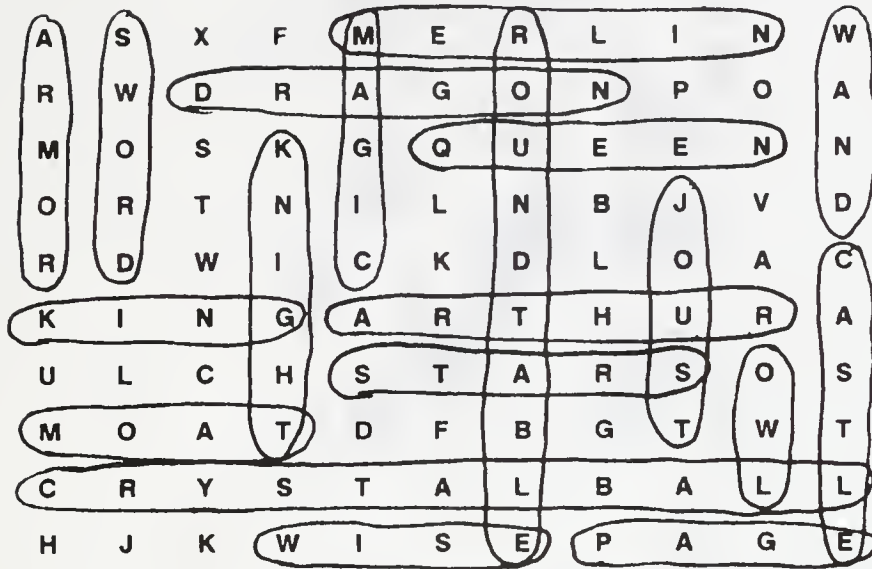 A S X F M E R L I N W
R W D R A G O N P O A
M O S K G Q U E E N N
O R T N I L N B J V D
R D W I C K D L O A C
K I N G A R T H U R A
U L C H S T A R S O S
M O A T D F B G T W T
C R Y S T A L B A L L
H J K W I S E P A G E